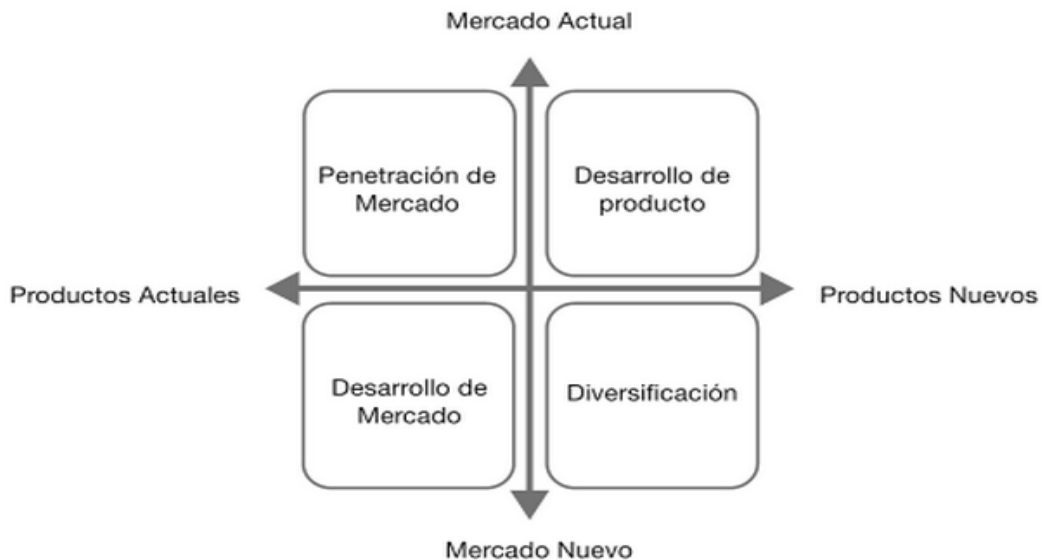 Mercado Actual
Penetración de
Mercado
Desarrollo de
producto
Productos Actuales
Productos Nuevos
Desarrollo de
Mercado
Diversificación
Mercado Nuevo